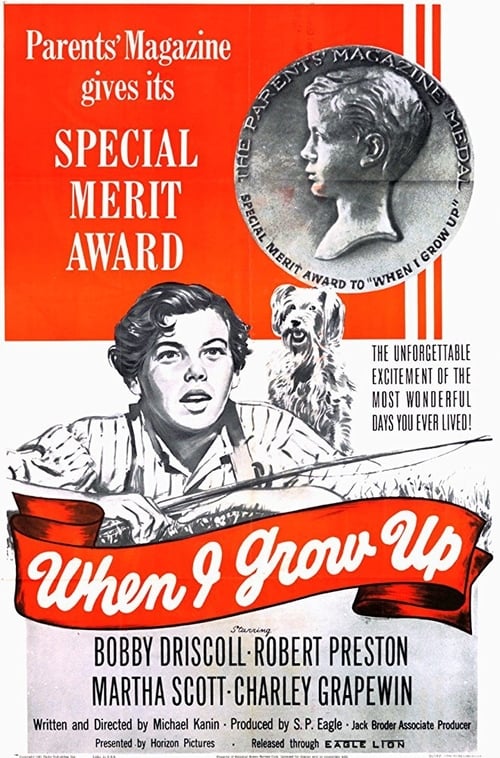 Parents' Magazine
gives its
SPECIAL
MERIT
AWARD
THE PARENTS' MAGAZINE MEDAL
SPECIAL MERIT AWARD TO "WHEN I GROW UP"
THE UNFORGETTABLE
EXCITEMENT OF THE
MOST WONDERFUL
DAYS YOU EVER LIVED!
When I Grow Up
Starring
BOBBY DRISCOLL · ROBERT PRESTON
MARTHA SCOTT · CHARLEY GRAPEWIN
Written and Directed by Michael Kanin · Produced by S. P. Eagle · Jack Broder Associate Producer
Presented by Horizon Pictures · Released through EAGLE LION